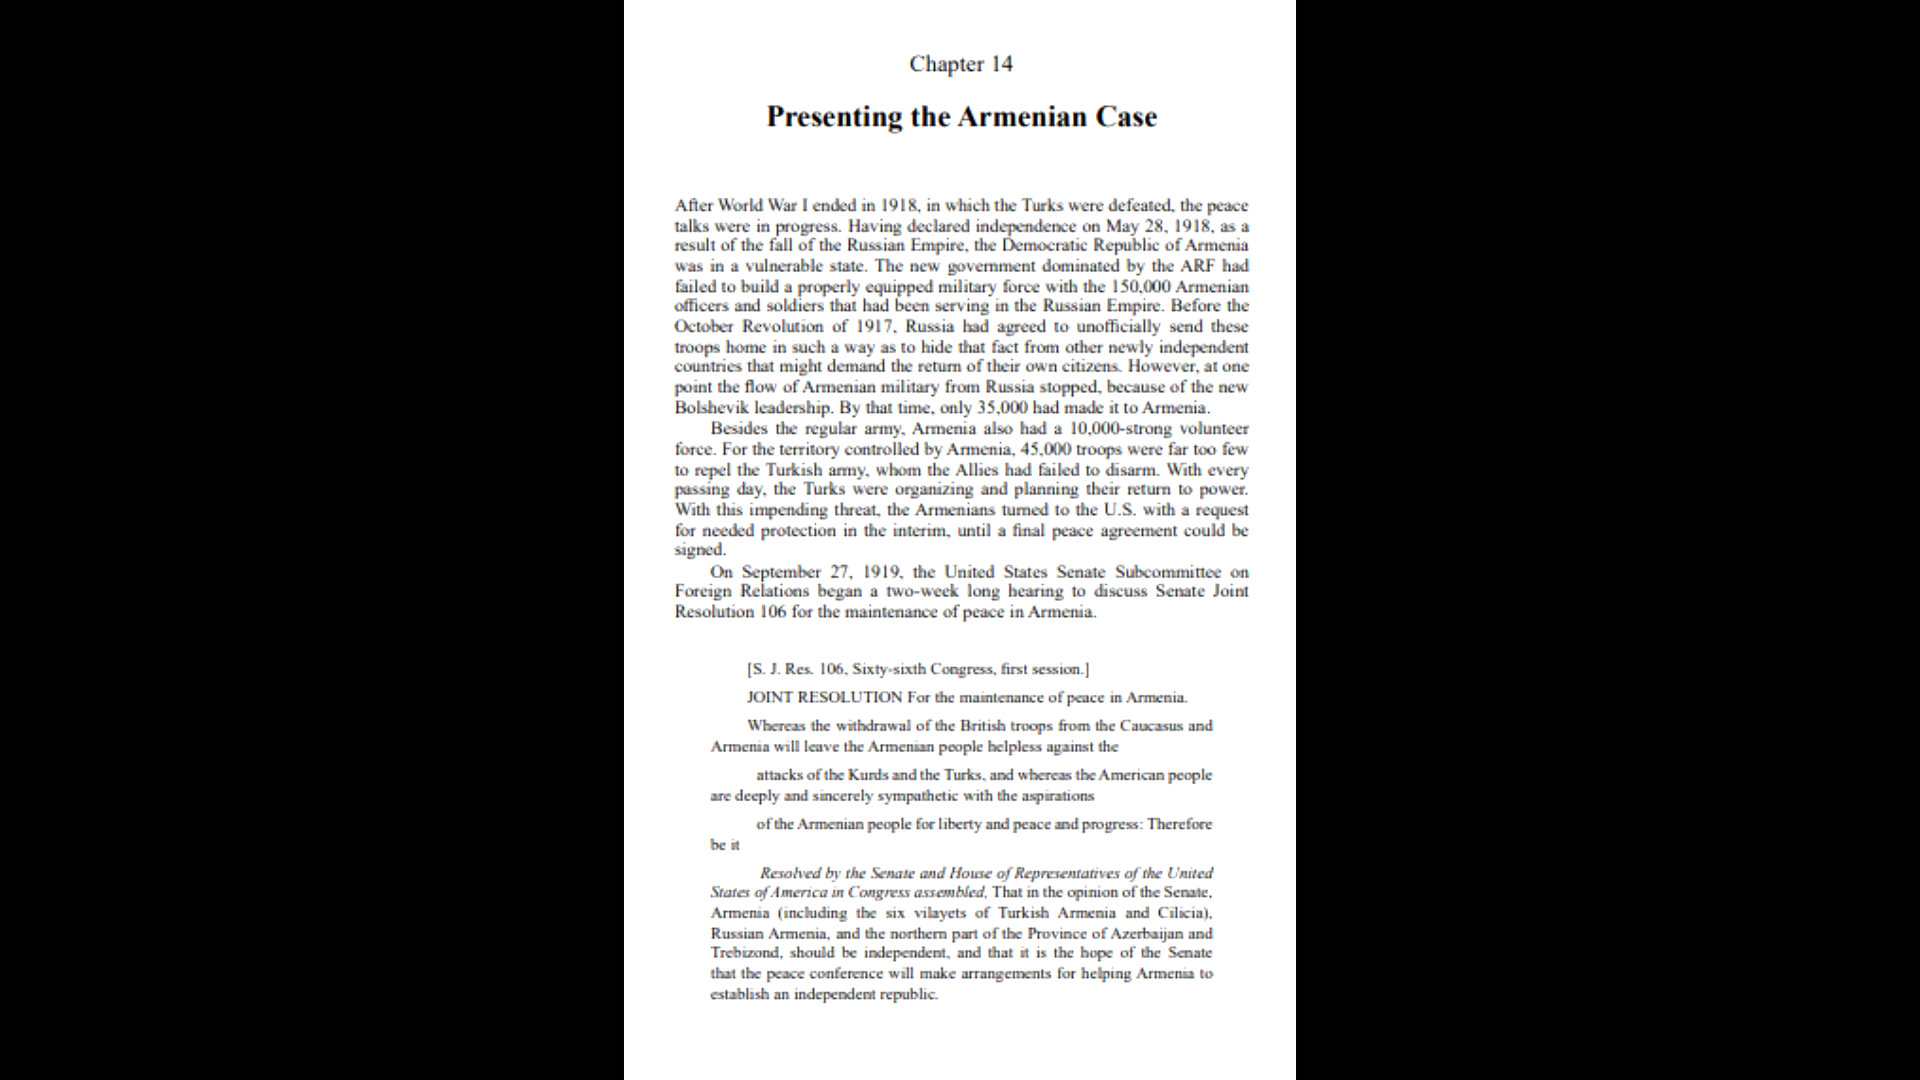 Chapter 14
Presenting the Armenian Case
After World War I ended in 1918, in which the Turks were defeated, the peace
talks were in progress. Having declared independence on May 28, 1918, as a
result of the fall of the Russian Empire, the Democratic Republic of Armenia
was in a vulnerable state. The new government dominated by the ARF had
failed to build a properly equipped military force with the 150,000 Armenian
officers and soldiers that had been serving in the Russian Empire. Before the
October Revolution of 1917, Russia had agreed to unofficially send these
troops home in such a way as to hide that fact from other newly independent
countries that might demand the return of their own citizens. However, at one
point the flow of Armenian military from Russia stopped, because of the new
Bolshevik leadership. By that time, only 35,000 had made it to Armenia.
Besides the regular army, Armenia also had a 10,000-strong volunteer
force. For the territory controlled by Armenia, 45,000 troops were far too few
to repel the Turkish army, whom the Allies had failed to disarm. With every
passing day, the Turks were organizing and planning their return to power.
With this impending threat, the Armenians turned to the U.S. with a request
for needed protection in the interim, until a final peace agreement could be
signed.
On September 27, 1919, the United States Senate Subcommittee on
Foreign Relations began a two-week long hearing to discuss Senate Joint
Resolution 106 for the maintenance of peace in Armenia.
[S. J. Res. 106, Sixty-sixth Congress, first session.]
JOINT RESOLUTION For the maintenance of peace in Armenia.
Whereas the withdrawal of the British troops from the Caucasus and
Armenia will leave the Armenian people helpless against the
attacks of the Kurds and the Turks, and whereas the American people
are deeply and sincerely sympathetic with the aspirations
of the Armenian people for liberty and peace and progress: Therefore
be it
Resolved by the Senate and House of Representatives of the United
States of America in Congress assembled, That in the opinion of the Senate,
Armenia (including the six vilayets of Turkish Armenia and Cilicia),
Russian Armenia, and the northern part of the Province of Azerbaijan and
Trebizond, should be independent, and that it is the hope of the Senate
that the peace conference will make arrangements for helping Armenia to
establish an independent republic.